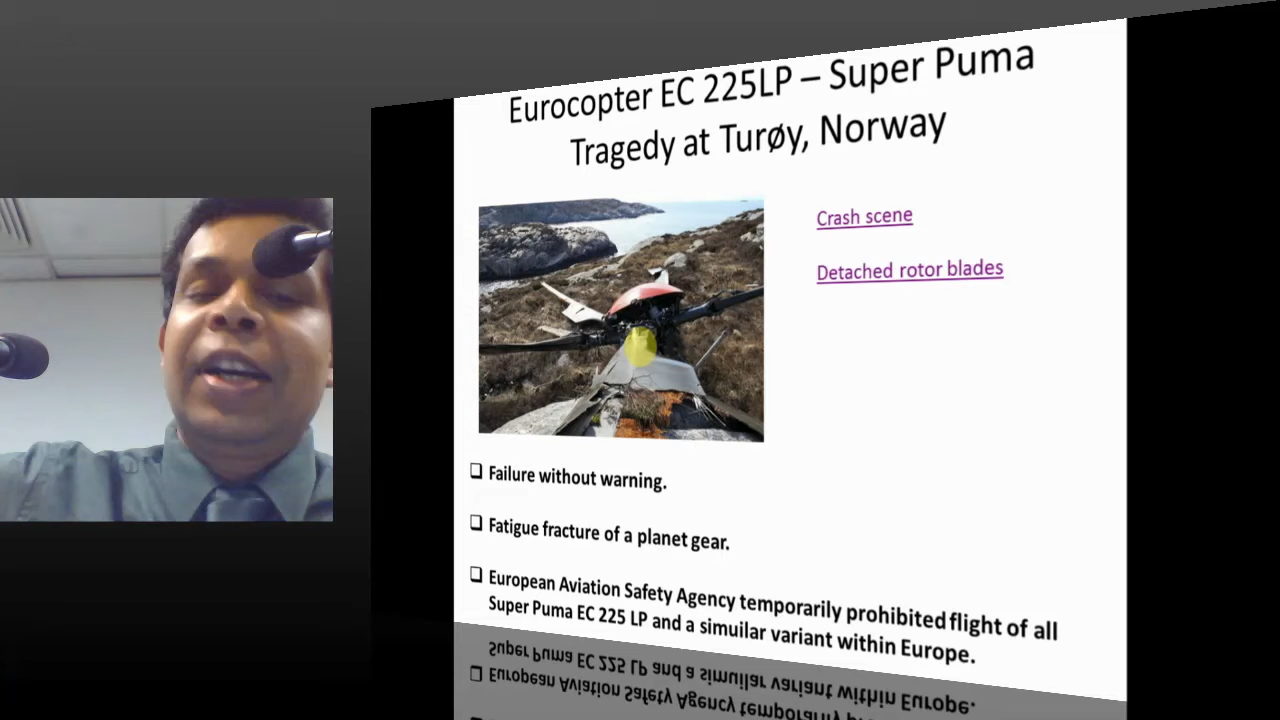 Eurocopter EC 225LP – Super Puma
Tragedy at Turøy, Norway
Crash scene
Detached rotor blades
❑ Failure without warning.
❑ Fatigue fracture of a planet gear.
❑ European Aviation Safety Agency temporarily prohibited flight of all
Super Puma EC 225 LP and a simuilar variant within Europe.